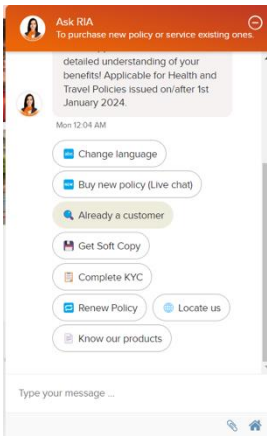 Ask RIA
To purchase new policy or service existing ones.
detailed understanding of your
benefits! Applicable for Health and
Travel Policies issued on/after 1st
January 2024.
Mon 12:04 AM
Change language
Buy new policy (Live chat)
Already a customer
Get Soft Copy
Complete KYC
Renew Policy
Locate us
Know our products
Type your message ...